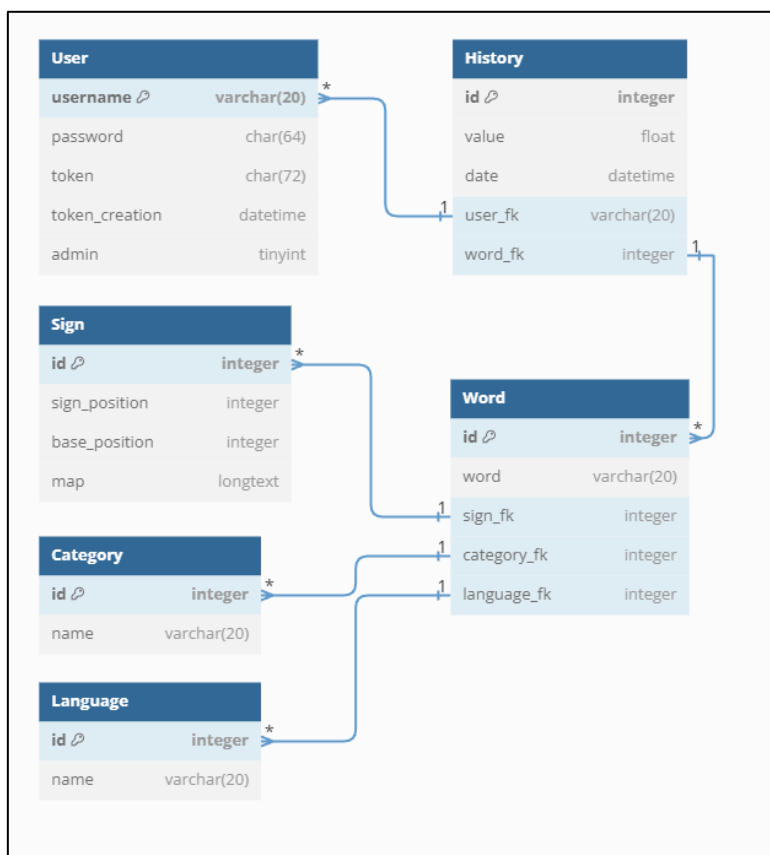 User
username varchar(20)
password char(64)
token char(72)
token_creation datetime
admin tinyint
*
History
id integer
value float
date datetime
1 user_fk varchar(20)
word_fk integer 1
Sign
id integer *
sign_position integer
base_position integer
map longtext
Word
id integer *
word varchar(20)
1 sign_fk integer
1 category_fk integer
1 language_fk integer
Category
id integer *
name varchar(20)
Language
id integer *
name varchar(20)